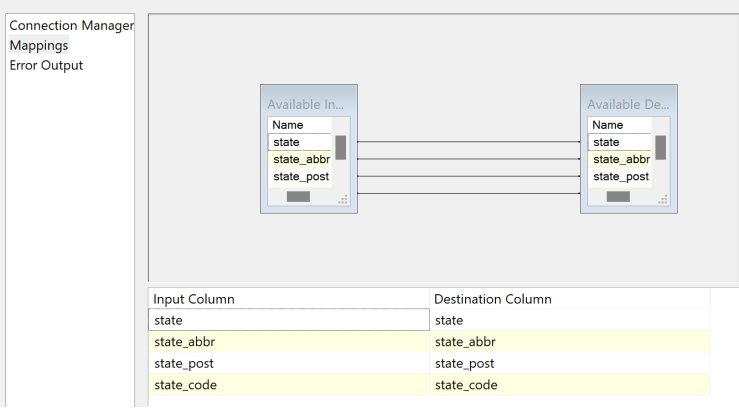 Connection Manager
Mappings
Error Output
Available In...
Name
state
state_abbr
state_post
Available De...
Name
state
state_abbr
state_post
Input Column Destination Column
state state
state_abbr state_abbr
state_post state_post
state_code state_code